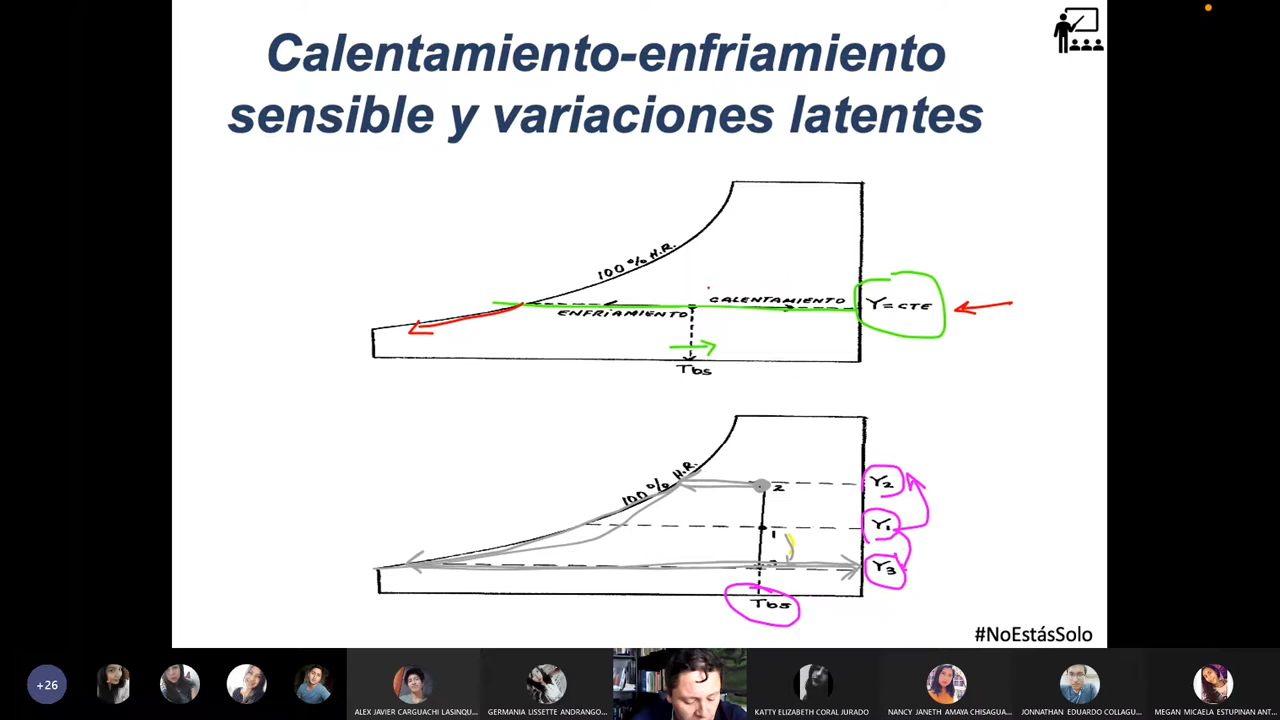 Calentamiento-enfriamiento
sensible y variaciones latentes
100% H.R.
CALENTAMIENTO
Y=CTE
ENFRIAMIENTO
Tbs
100% H.R.
2
Y2
1
Y1
Y3
Tbs
#NoEstásSolo
+26
ALEX JAVIER CARGUACHI LASINQU...
GERMANIA LISSETTE ANDRANGO...
KATTY ELIZABETH CORAL JURADO
NANCY JANETH AMAYA CHISAGUA...
JONNATHAN EDUARDO COLLAGU...
MEGAN MICAELA ESTUPINAN ANT...